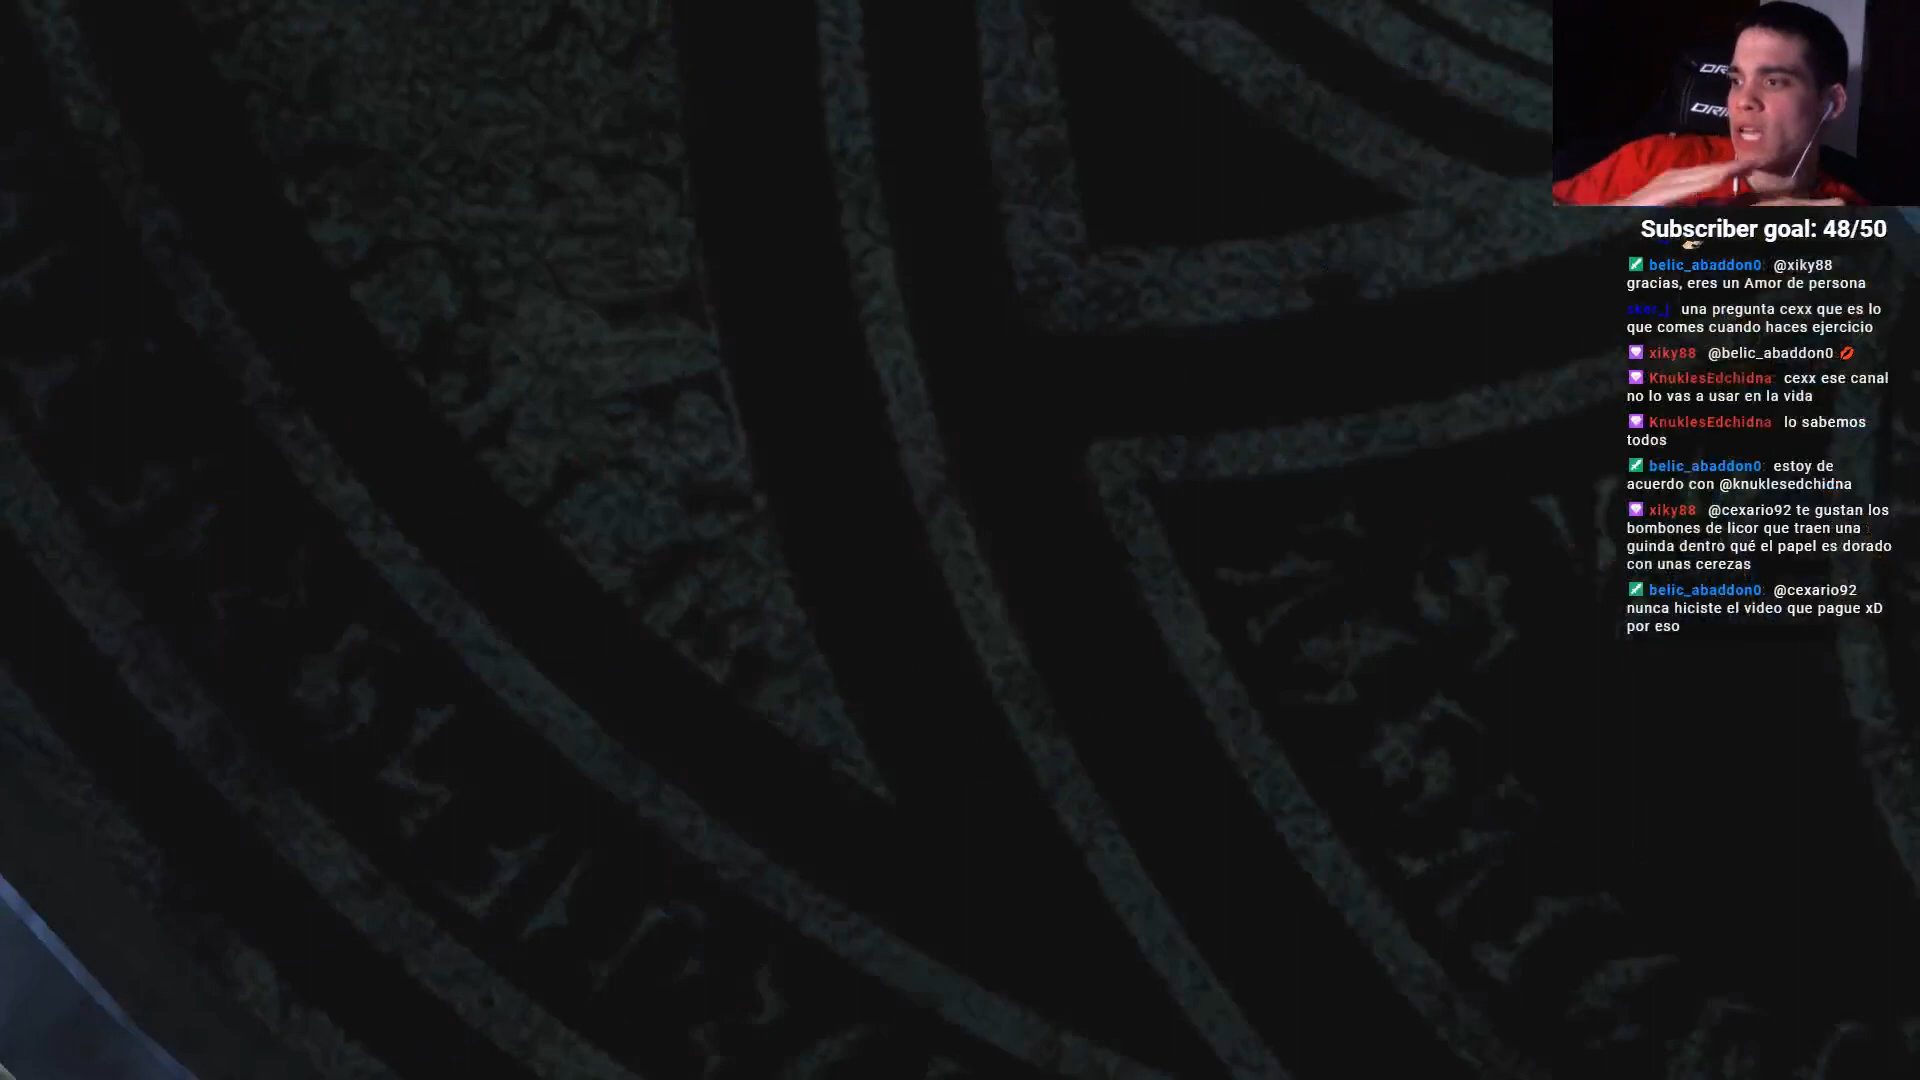 Subscriber goal: 48/50
belic_abaddon0: @xiky88
gracias, eres un Amor de persona
una pregunta cexx que es lo
que comes cuando haces ejercicio
xiky88 @belic_abaddon0 💋
KnuklesEdchidna: cexx ese canal
no lo vas a usar en la vida
KnuklesEdchidna: lo sabemos
todos
belic_abaddon0: estoy de
acuerdo con @knuklesedchidna
xiky88 @cexario92 te gustan los
bombones de licor que traen una
guinda dentro qué el papel es dorado
con unas cerezas
belic_abaddon0: @cexario92
nunca hiciste el video que pague xD
por eso